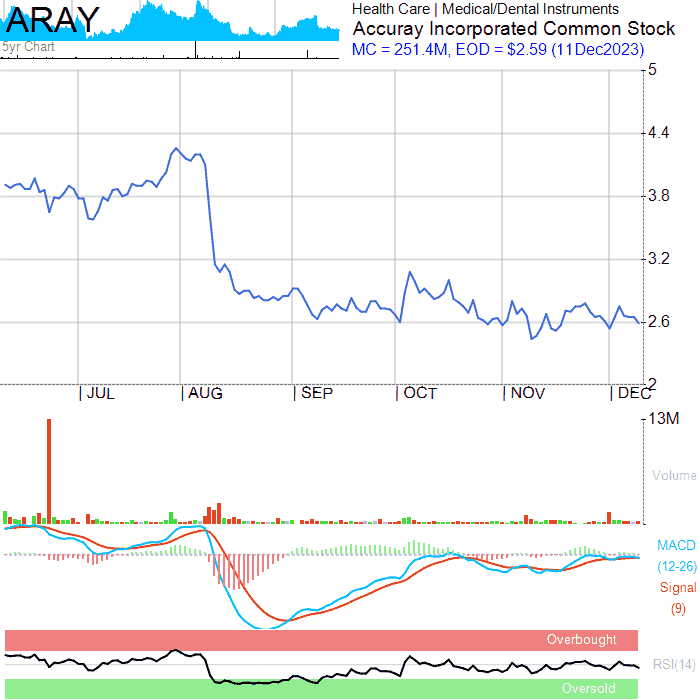 ARAY
Health Care | Medical/Dental Instruments
Accuray Incorporated Common Stock
5yr Chart
MC = 251.4M, EOD = $2.59 (11Dec2023)
5
4.4
3.8
3.2
2.6
2
JUL AUG SEP OCT NOV DEC
13M
Volume
MACD
(12-26)
Signal
(9)
Overbought
RSI(14)
Oversold